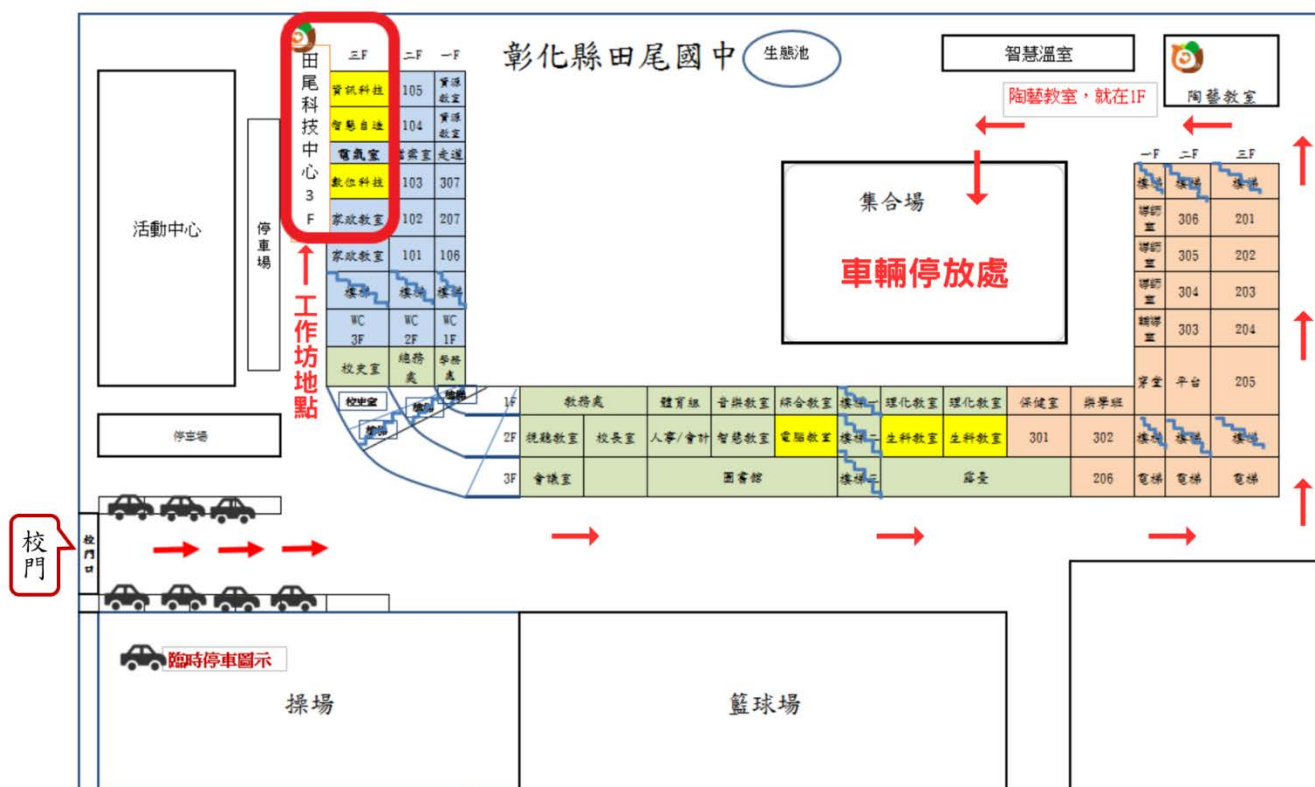 彰化縣田尾國中
生態池
智慧溫室
陶藝教室
陶藝教室，就在1F
田尾科技中心3F
三F 二F 一F
資訊科技 105 資源教室
智慧自造 104 資源教室
電氣室 檔案室 走道
數位科技 103 307
家政教室 102 207
家政教室 101 106
樓梯 樓梯 樓梯
WC 3F WC 2F WC 1F
校史室 總務處 學務處
校史室 樓梯 樓梯 樓梯
活動中心
停車場
停車場
工作坊地點
集合場
車輛停放處
一F 二F 三F
樓梯 樓梯 樓梯
導師室 306 201
導師室 305 202
導師室 304 203
輔導室 303 204
穿堂 平台 205
1F 教務處 體育組 音樂教室 綜合教室 樓梯一 理化教室 理化教室 保健室 樂學班
2F 視聽教室 校長室 人事/會計 智慧教室 電腦教室 樓梯二 生科教室 生科教室 301 302 樓梯 樓梯 樓梯
3F 會議室 圖書館 樓梯三 露臺 206 電梯 電梯 電梯
校門
校門口
臨時停車圖示
操場
籃球場